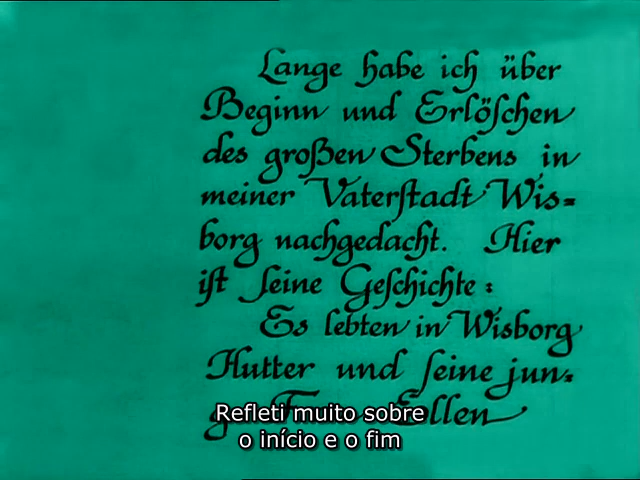 Lange habe ich über
Beginn und Erlöschen
des großen Sterbens in
meiner Vaterstadt Wis=
borg nachgedacht. Hier
ist seine Geschichte:
Es lebten in Wisborg
Hutter und seine jun=
Ellen
Refleti muito sobre
o início e o fim